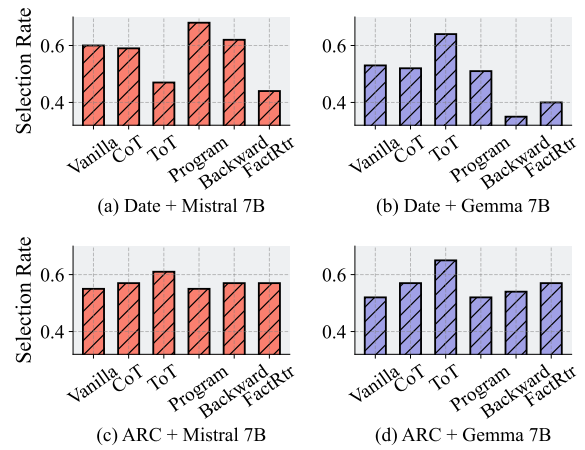 Selection Rate
0.6
0.4
Vanilla
CoT
ToT
Program
Backward
FactRtr
(a) Date + Mistral 7B
0.6
0.4
Vanilla
CoT
ToT
Program
Backward
FactRtr
(b) Date + Gemma 7B
Selection Rate
0.6
0.4
Vanilla
CoT
ToT
Program
Backward
FactRtr
(c) ARC + Mistral 7B
0.6
0.4
Vanilla
CoT
ToT
Program
Backward
FactRtr
(d) ARC + Gemma 7B